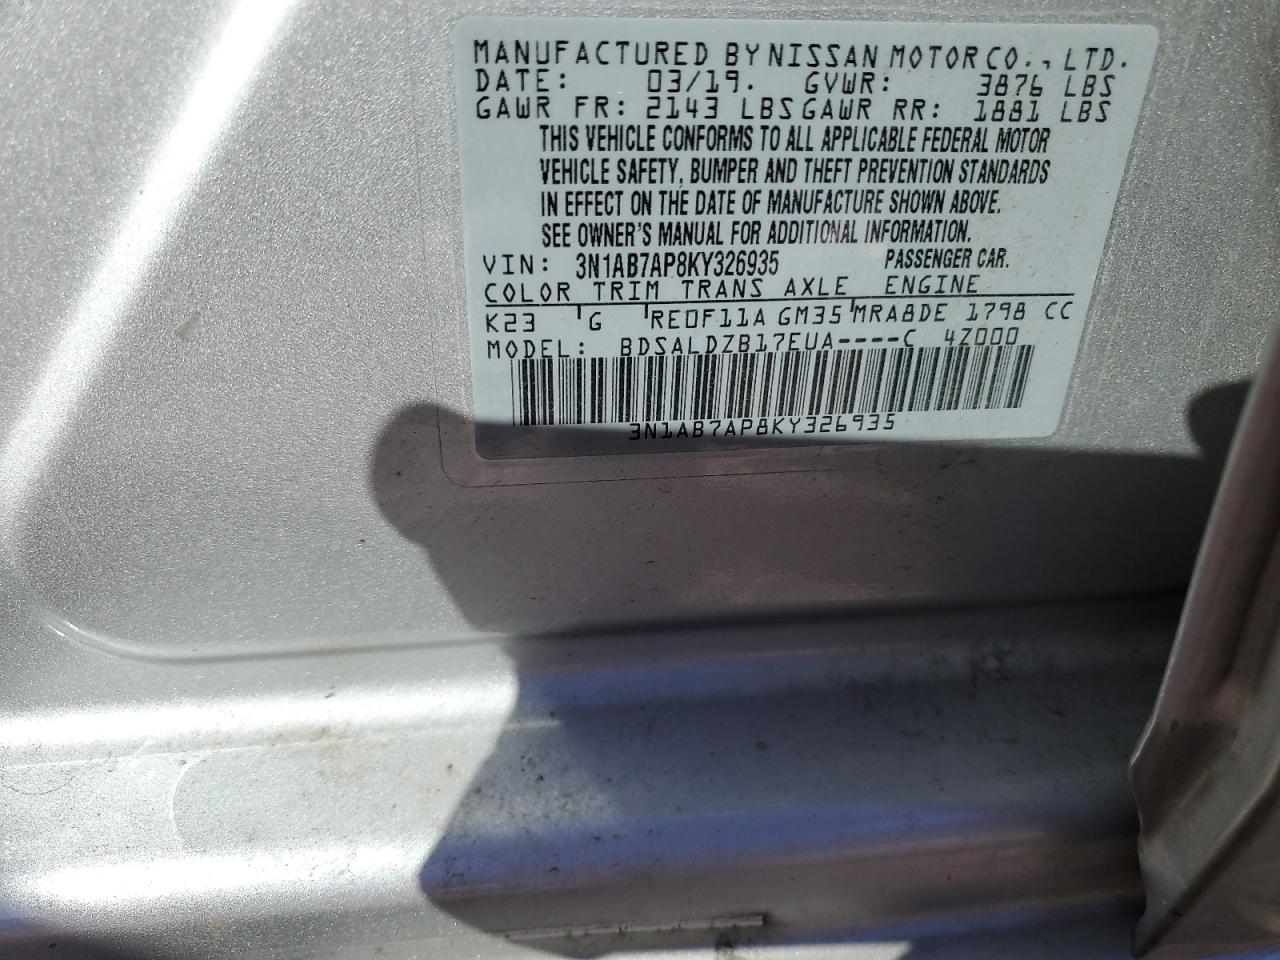 MANUFACTURED BY NISSAN MOTOR CO., LTD.
DATE: 03/19. GVWR: 3876 LBS
GAWR FR: 2143 LBS GAWR RR: 1881 LBS
THIS VEHICLE CONFORMS TO ALL APPLICABLE FEDERAL MOTOR
VEHICLE SAFETY, BUMPER AND THEFT PREVENTION STANDARDS
IN EFFECT ON THE DATE OF MANUFACTURE SHOWN ABOVE.
SEE OWNER'S MANUAL FOR ADDITIONAL INFORMATION.
VIN: 3N1AB7AP8KY326935 PASSENGER CAR.
COLOR TRIM TRANS AXLE ENGINE
K23 G RE0F11A GM35 MRA8DE 1798 CC
MODEL: BDSALDZB17EUA----C 4Z000
3N1AB7AP8KY326935